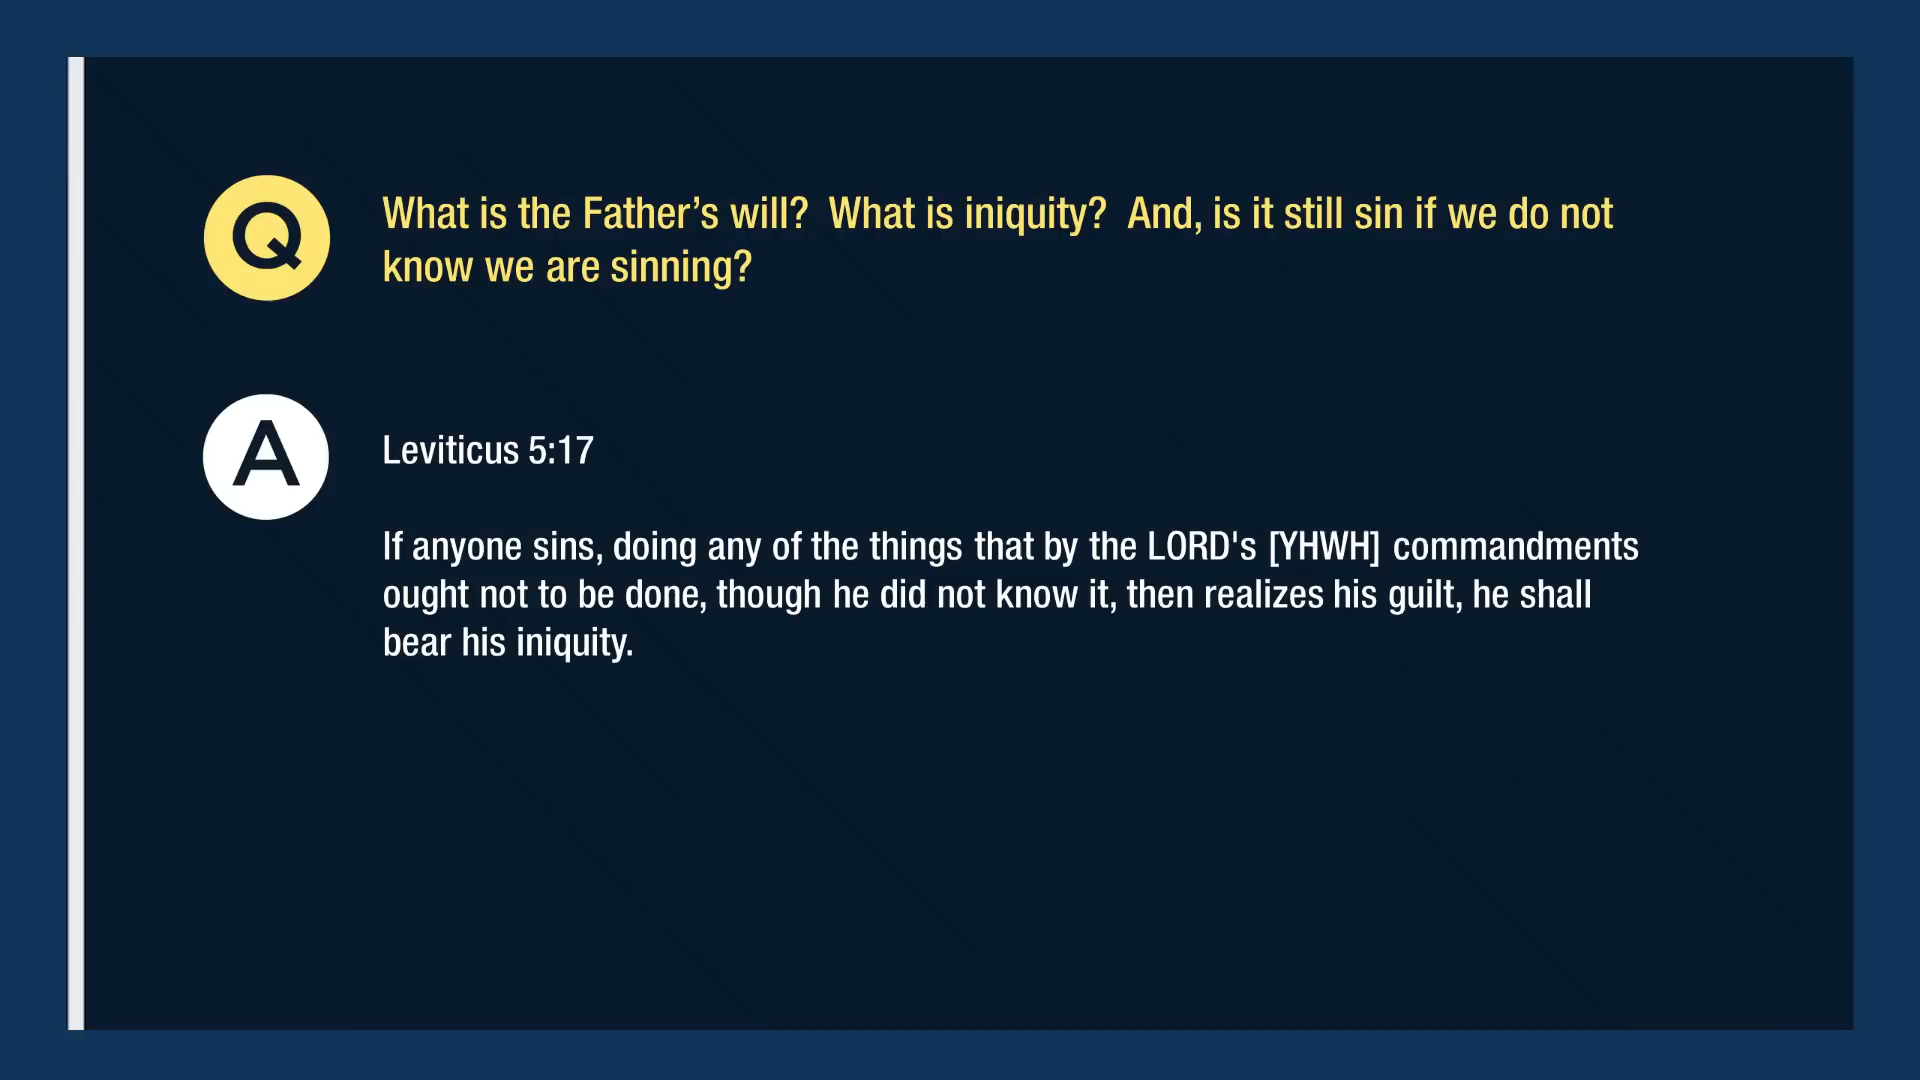 Q
What is the Father’s will?  What is iniquity?  And, is it still sin if we do not
know we are sinning?
A
Leviticus 5:17
If anyone sins, doing any of the things that by the LORD's [YHWH] commandments
ought not to be done, though he did not know it, then realizes his guilt, he shall
bear his iniquity.